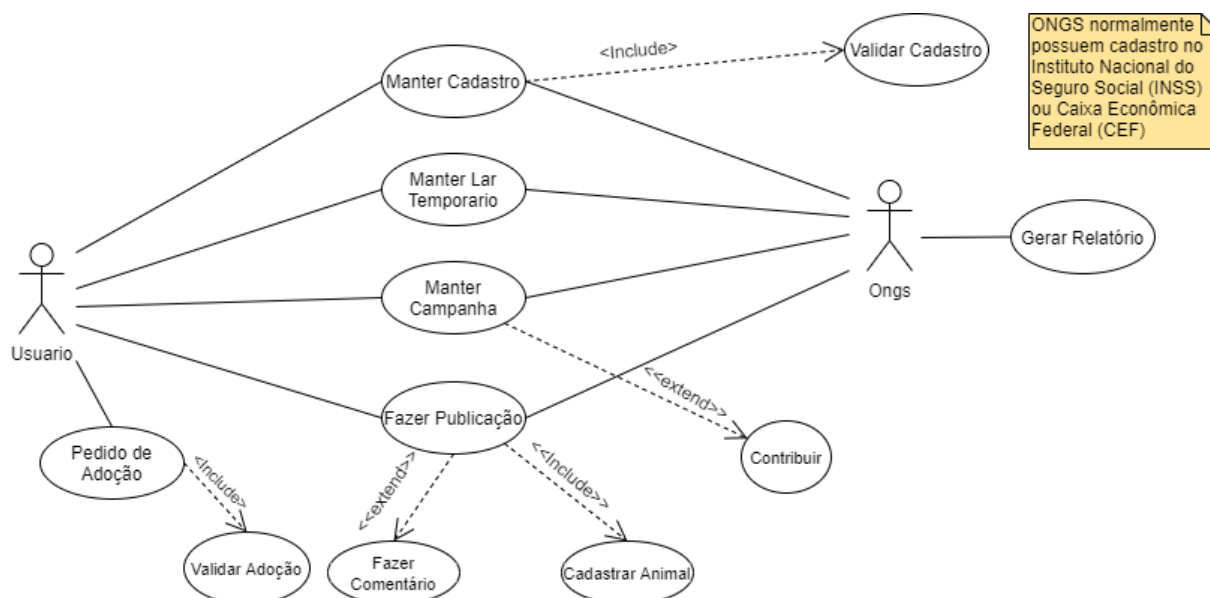 <Include>
Validar Cadastro
ONGS normalmente
possuem cadastro no
Instituto Nacional do
Seguro Social (INSS)
ou Caixa Econômica
Federal (CEF)
Manter Cadastro
Manter Lar
Temporario
Gerar Relatório
Manter
Campanha
Ongs
Usuario
<<extend>>
Fazer Publicação
Pedido de
Adoção
<Include>
<<extend>>
<<Include>>
Contribuir
Validar Adoção
Fazer
Comentário
Cadastrar Animal